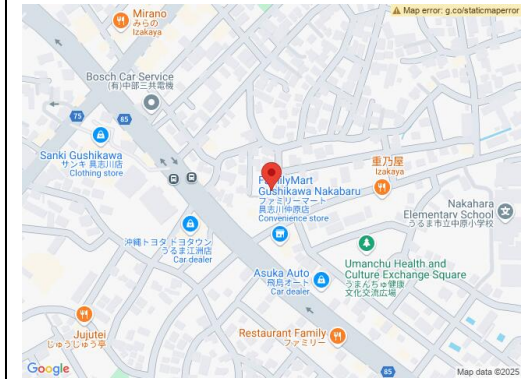 Map error: g.co/staticmaperror
Mirano
みらの
Izakaya
Bosch Car Service
(有)中部三共電機
75
85
Sanki Gushikawa
サンキ 具志川店
Clothing store
FamilyMart
Gushikawa Nakabaru
ファミリーマート
具志川仲原店
Convenience store
重乃屋
Izakaya
Nakahara
Elementary School
うるま市立中原小学校
沖縄トヨタ トヨタウン
うるま江洲店
Car dealer
Umanchu Health and
Culture Exchange Square
うまんちゅ健康
文化交流広場
Asuka Auto
飛鳥オート
Car dealer
Jujutei
じゅうじゅう亭
Restaurant Family
ファミリー
85
Google
Map data ©2025